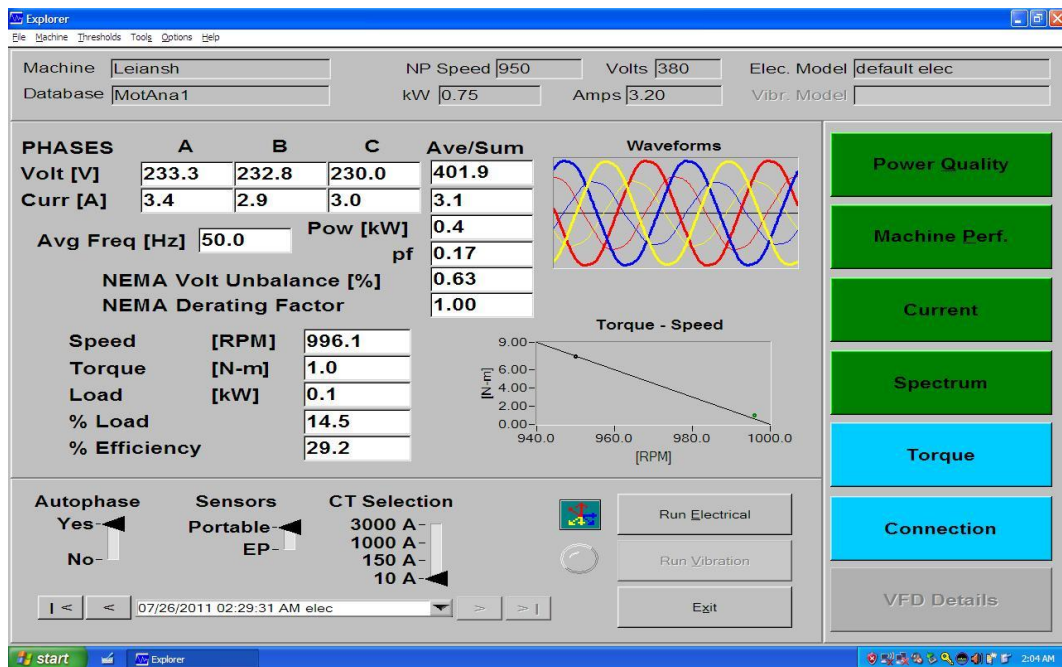 Explorer
File Machine Thresholds Tools Options Help
Machine Leiansh NP Speed 950 Volts 380 Elec. Model default elec
Database MotAna1 kW 0.75 Amps 3.20 Vibr. Model
PHASES A B C Ave/Sum
Volt [V] 233.3 232.8 230.0 401.9
Curr [A] 3.4 2.9 3.0 3.1
Avg Freq [Hz] 50.0 Pow [kW] 0.4
pf 0.17
NEMA Volt Unbalance [%] 0.63
NEMA Derating Factor 1.00
Waveforms
Speed [RPM] 996.1
Torque [N-m] 1.0
Load [kW] 0.1
% Load 14.5
% Efficiency 29.2
Torque - Speed
9.00
6.00
4.00
2.00
0.00
[N-m]
940.0 960.0 980.0 1000.0
[RPM]
Power Quality
Machine Perf.
Current
Spectrum
Torque
Connection
VFD Details
Autophase Sensors CT Selection
Yes Portable 3000 A
No EP 1000 A
150 A
10 A
Run Electrical
Run Vibration
Exit
|< < 07/26/2011 02:29:31 AM elec > >|
start Explorer 2:04 AM